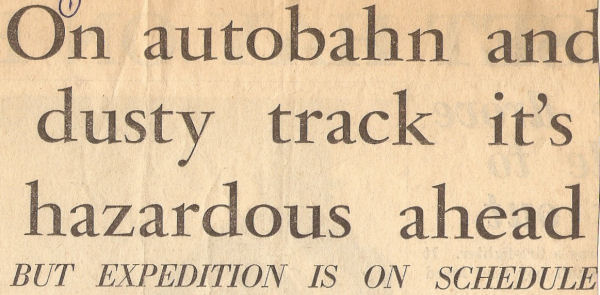 On autobahn and
dusty track it's
hazardous ahead
BUT EXPEDITION IS ON SCHEDULE